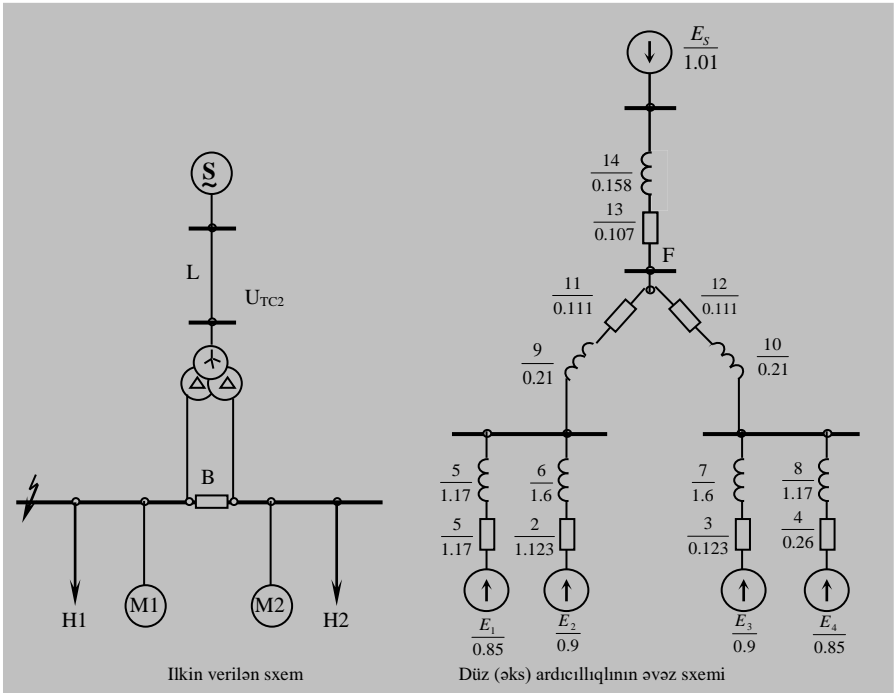 S
~
L
U_TC2
B
M1
M2
H1
H2
Ilkin verilən sxem
E_S
1.01
14
0.158
13
0.107
F
11
0.111
12
0.111
9
0.21
10
0.21
5
1.17
6
1.6
7
1.6
8
1.17
5
1.17
2
1.123
3
0.123
4
0.26
E_1
0.85
E_2
0.9
E_3
0.9
E_4
0.85
Düz (əks) ardıcıllıqlının əvəz sxemi